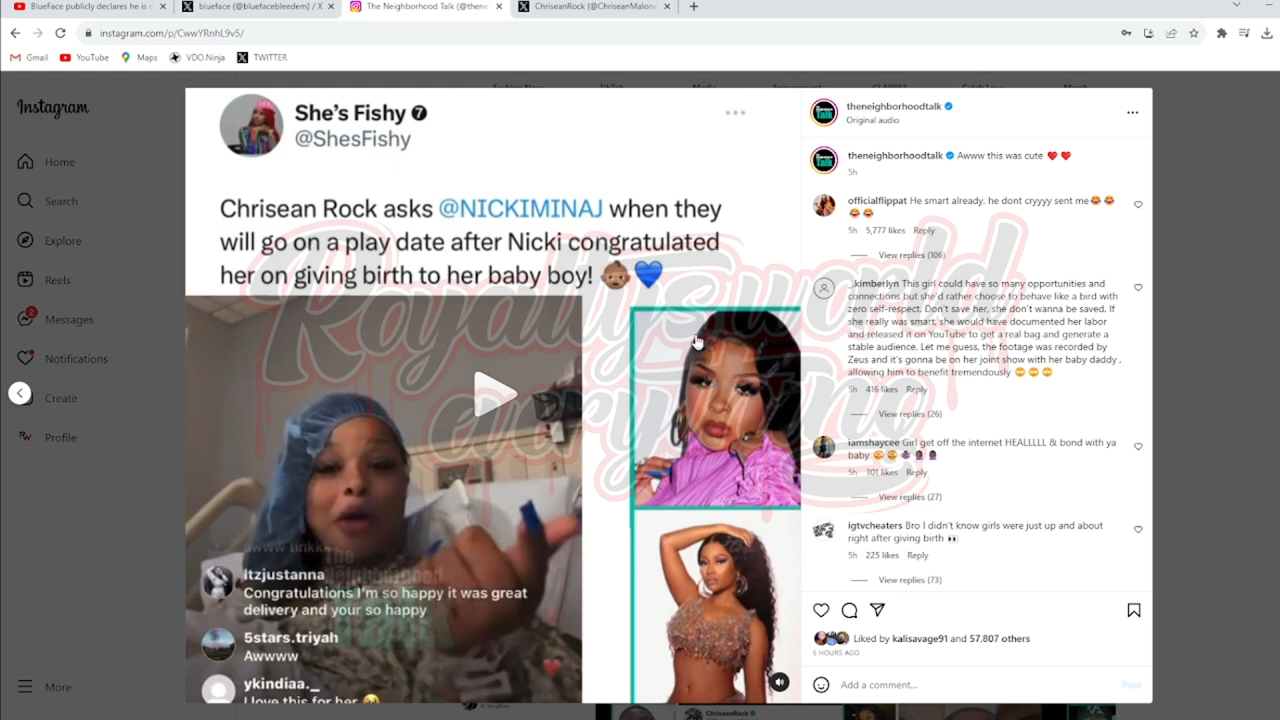 BlueFace publicly declares he is c
blueface (@bluefacebleedem) / X
The Neighborhood Talk (@thene
ChriseanRock (@ChriseanMalone
instagram.com/p/CwwYRnhL9v5/
Gmail
YouTube
Maps
VDO.Ninja
TWITTER
Instagram
Home
Search
Explore
Reels
2
Messages
Notifications
Create
Profile
More
She's Fishy 7
@ShesFishy
Chrisean Rock asks @NICKIMINAJ when they
will go on a play date after Nicki congratulated
her on giving birth to her baby boy! 👶🏽💙
Royallysworld
everything
awww tinkka
Itzjustanna
Congratulations I'm so happy it was great
delivery and your so happy
5stars.triyah
Awwww
ykindiaa._
I love this for her 🥲
theneighborhoodtalk
Original audio
theneighborhoodtalk Awww this was cute ❤️ ❤️
5h
officialflippat He smart already. he dont cryyyy sent me😂 😂
😂 😂
5h 5,777 likes Reply
View replies (106)
_kimberlyn This girl could have so many opportunities and
connections but she'd rather choose to behave like a bird with
zero self-respect. Don't save her, she don't wanna be saved. If
she really was smart, she would have documented her labor
and released it on YouTube to get a real bag and generate a
stable audience. Let me guess, the footage was recorded by
Zeus and it's gonna be on her joint show with her baby daddy ,
allowing him to benefit tremendously 🙄 🙄 🙄
5h 416 likes Reply
View replies (26)
iamshaycee Girl get off the internet HEALLLLL & bond with ya
baby
5h 301 likes Reply
View replies (27)
igtvcheaters Bro I didn't know girls were just up and about
right after giving birth 👀
5h 225 likes Reply
View replies (73)
Liked by kalisavage91 and 57,807 others
5 HOURS AGO
Add a comment...
Post
ChriseanRock